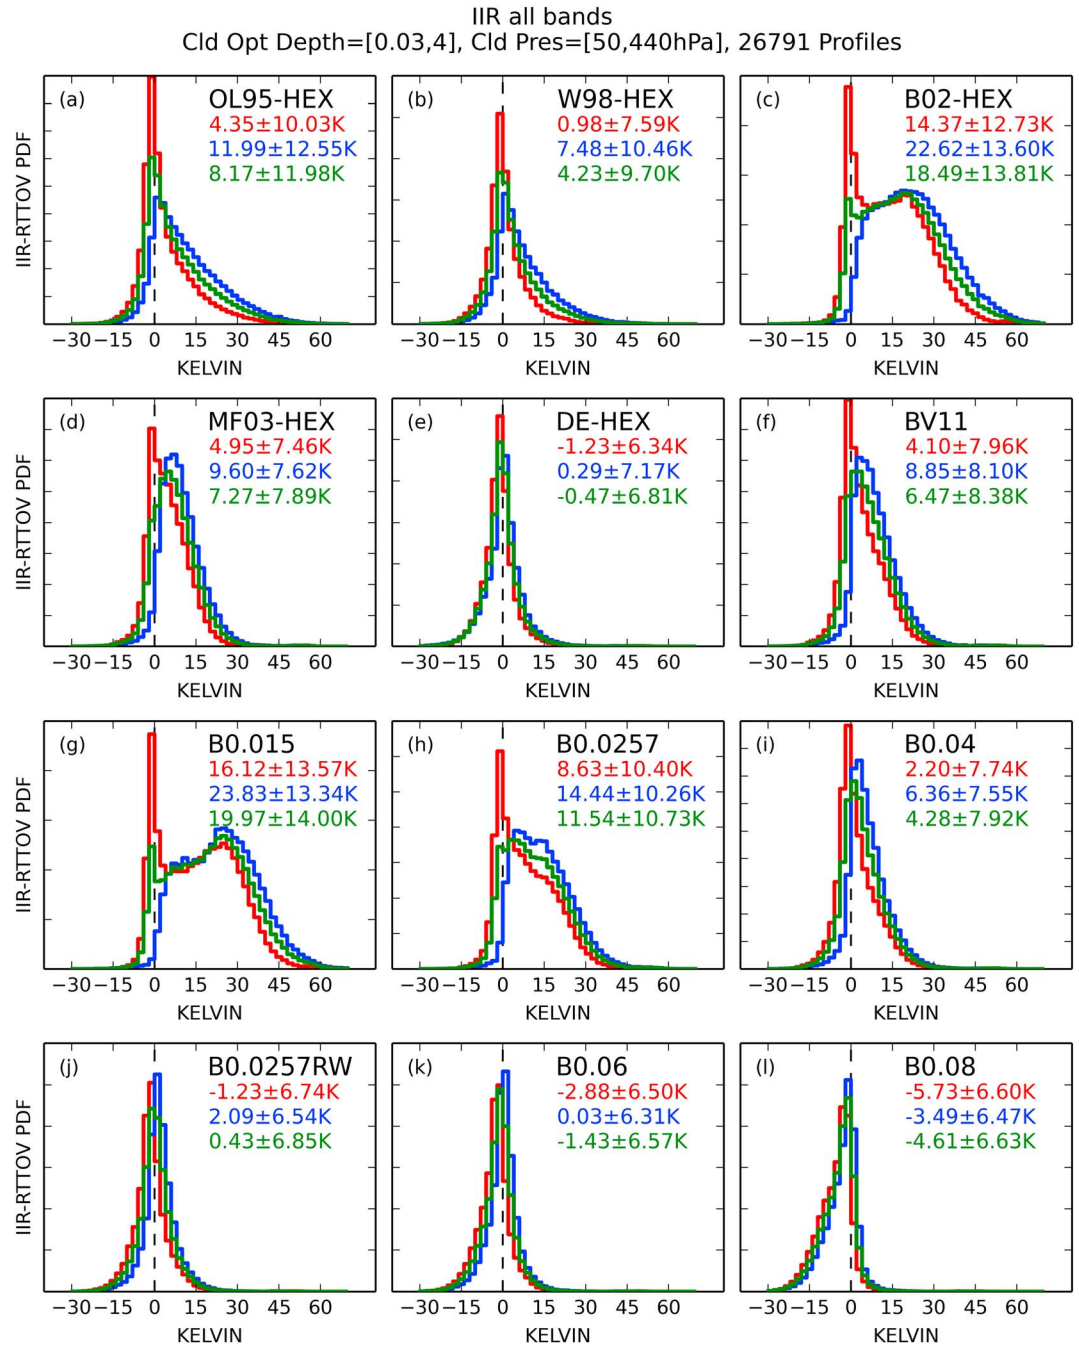 IIR all bands
Cld Opt Depth=[0.03,4], Cld Pres=[50,440hPa], 26791 Profiles
(a) OL95-HEX
4.35±10.03K
11.99±12.55K
8.17±11.98K
IIR-RTTOV PDF
−30 −15 0 15 30 45 60
KELVIN
(b) W98-HEX
0.98±7.59K
7.48±10.46K
4.23±9.70K
−30 −15 0 15 30 45 60
KELVIN
(c) B02-HEX
14.37±12.73K
22.62±13.60K
18.49±13.81K
−30 −15 0 15 30 45 60
KELVIN
(d) MF03-HEX
4.95±7.46K
9.60±7.62K
7.27±7.89K
IIR-RTTOV PDF
−30 −15 0 15 30 45 60
KELVIN
(e) DE-HEX
-1.23±6.34K
0.29±7.17K
-0.47±6.81K
−30 −15 0 15 30 45 60
KELVIN
(f) BV11
4.10±7.96K
8.85±8.10K
6.47±8.38K
−30 −15 0 15 30 45 60
KELVIN
(g) B0.015
16.12±13.57K
23.83±13.34K
19.97±14.00K
IIR-RTTOV PDF
−30 −15 0 15 30 45 60
KELVIN
(h) B0.0257
8.63±10.40K
14.44±10.26K
11.54±10.73K
−30 −15 0 15 30 45 60
KELVIN
(i) B0.04
2.20±7.74K
6.36±7.55K
4.28±7.92K
−30 −15 0 15 30 45 60
KELVIN
(j) B0.0257RW
-1.23±6.74K
2.09±6.54K
0.43±6.85K
IIR-RTTOV PDF
−30 −15 0 15 30 45 60
KELVIN
(k) B0.06
-2.88±6.50K
0.03±6.31K
-1.43±6.57K
−30 −15 0 15 30 45 60
KELVIN
(l) B0.08
-5.73±6.60K
-3.49±6.47K
-4.61±6.63K
−30 −15 0 15 30 45 60
KELVIN